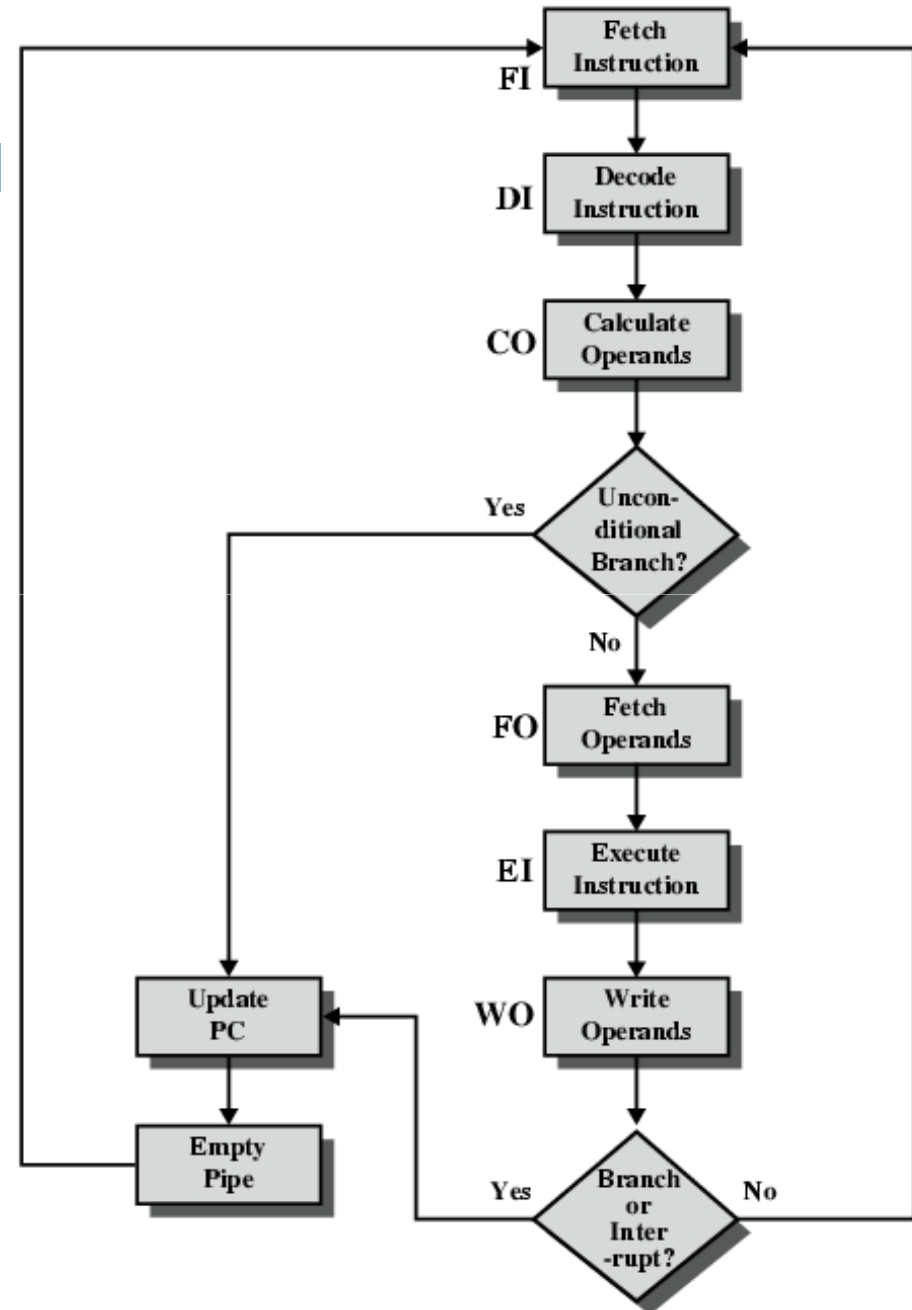 Fetch
Instruction
FI
Decode
DI
Instruction
Calculate
CO
Operands
Yes
Uncon-
ditional
Branch?
No
Fetch
FO
Operands
Execute
EI
Instruction
Update
PC
Write
WO
Operands
Empty
Pipe
Yes
Branch
or
Inter
-rupt?
No